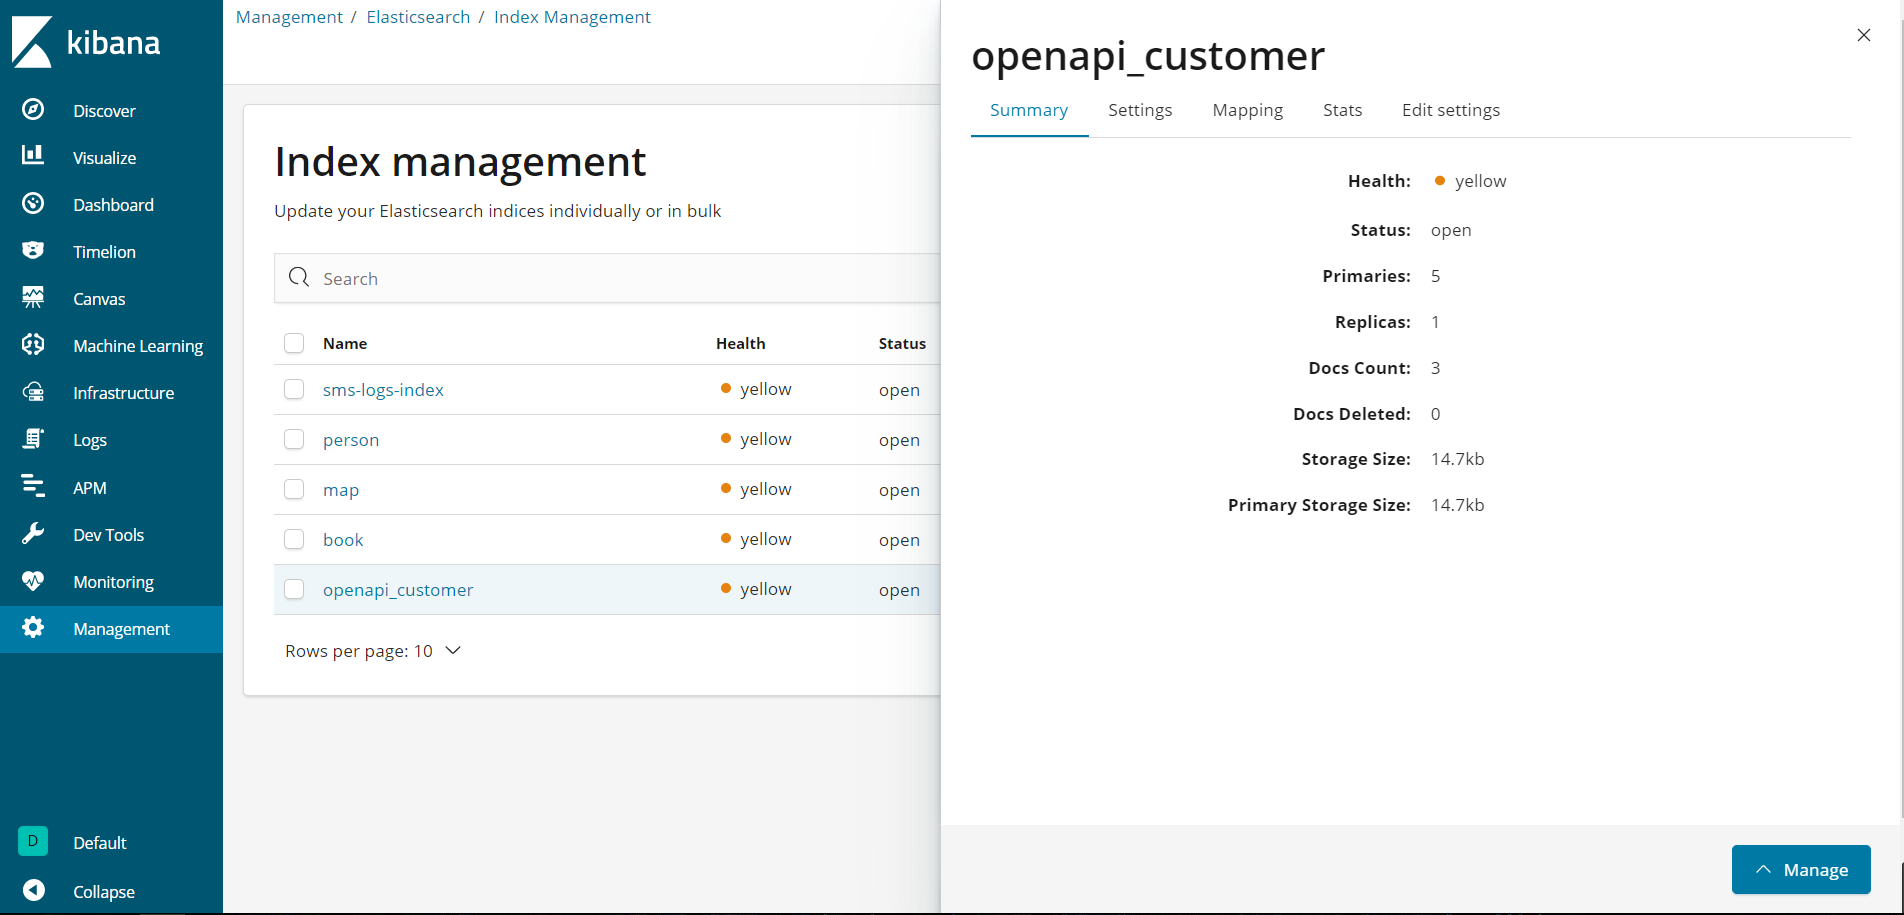 kibana
Discover
Visualize
Dashboard
Timelion
Canvas
Machine Learning
Infrastructure
Logs
APM
Dev Tools
Monitoring
Management
D Default
Collapse
Management / Elasticsearch / Index Management
Index management
Update your Elasticsearch indices individually or in bulk
Search
Name Health Status
sms-logs-index yellow open
person yellow open
map yellow open
book yellow open
openapi_customer yellow open
Rows per page: 10
openapi_customer
Summary Settings Mapping Stats Edit settings
Health: yellow
Status: open
Primaries: 5
Replicas: 1
Docs Count: 3
Docs Deleted: 0
Storage Size: 14.7kb
Primary Storage Size: 14.7kb
Manage